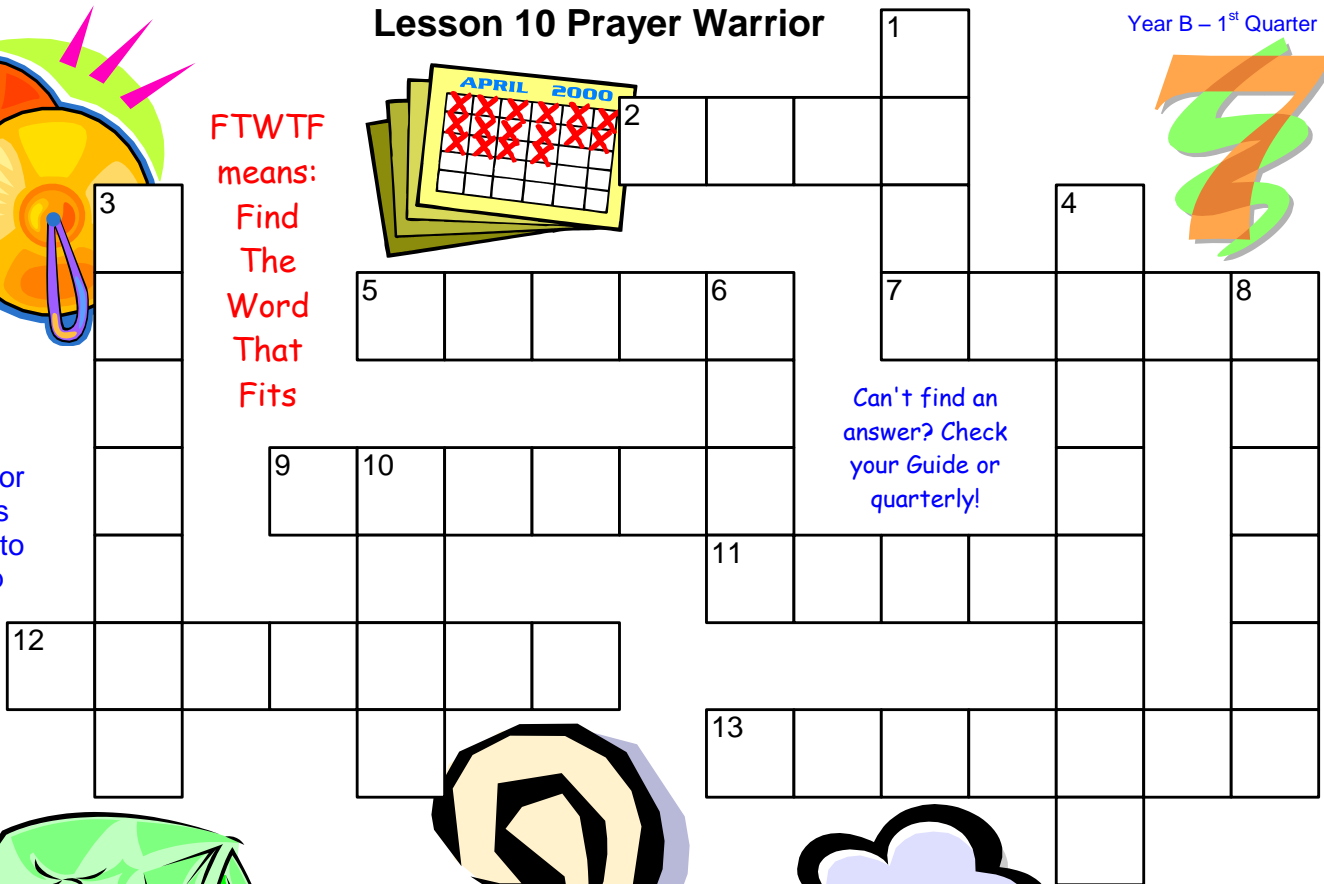 Lesson 10 Prayer Warrior
Year B – 1st Quarter
APRIL 2000
FTWTF
means:
Find
The
Word
That
Fits
1
2
3
4
5
6
7
8
Can't find an
answer? Check
your Guide or
quarterly!
9
10
or
s
to
11
12
13